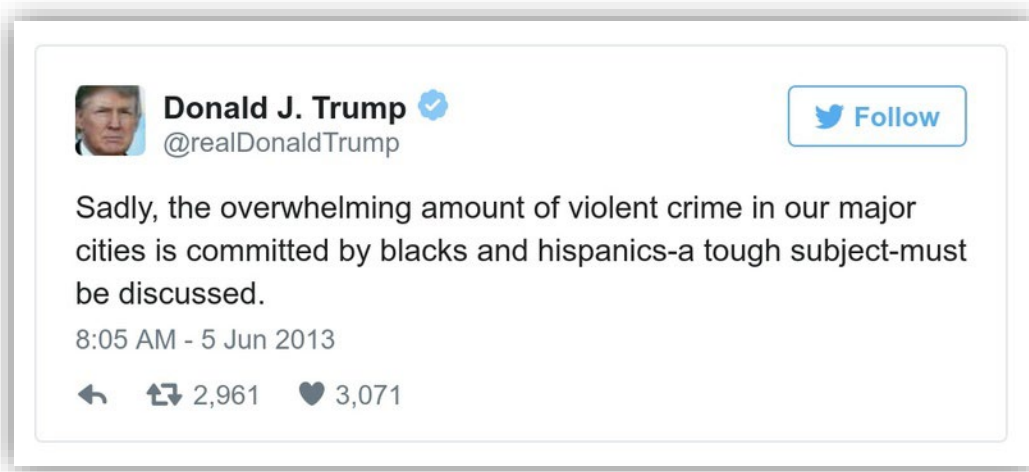 Donald J. Trump
Follow
@realDonaldTrump
Sadly, the overwhelming amount of violent crime in our major
cities is committed by blacks and hispanics-a tough subject-must
be discussed.
8:05 AM - 5 Jun 2013
2,961 3,071